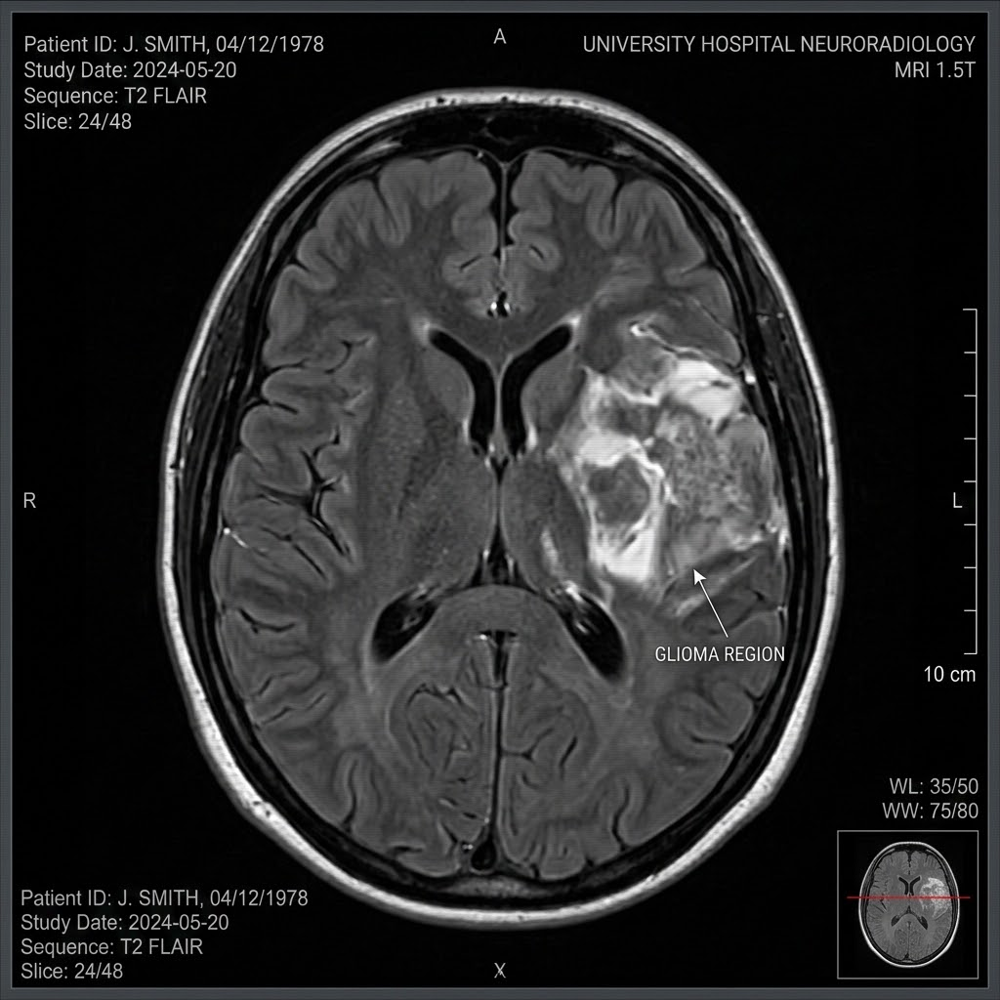 Patient ID: J. SMITH, 04/12/1978
Study Date: 2024-05-20
Sequence: T2 FLAIR
Slice: 24/48
A
UNIVERSITY HOSPITAL NEURORADIOLOGY
MRI 1.5T
R
L
GLIOMA REGION
10 cm
WL: 35/50
WW: 75/80
Patient ID: J. SMITH, 04/12/1978
Study Date: 2024-05-20
Sequence: T2 FLAIR
Slice: 24/48
X